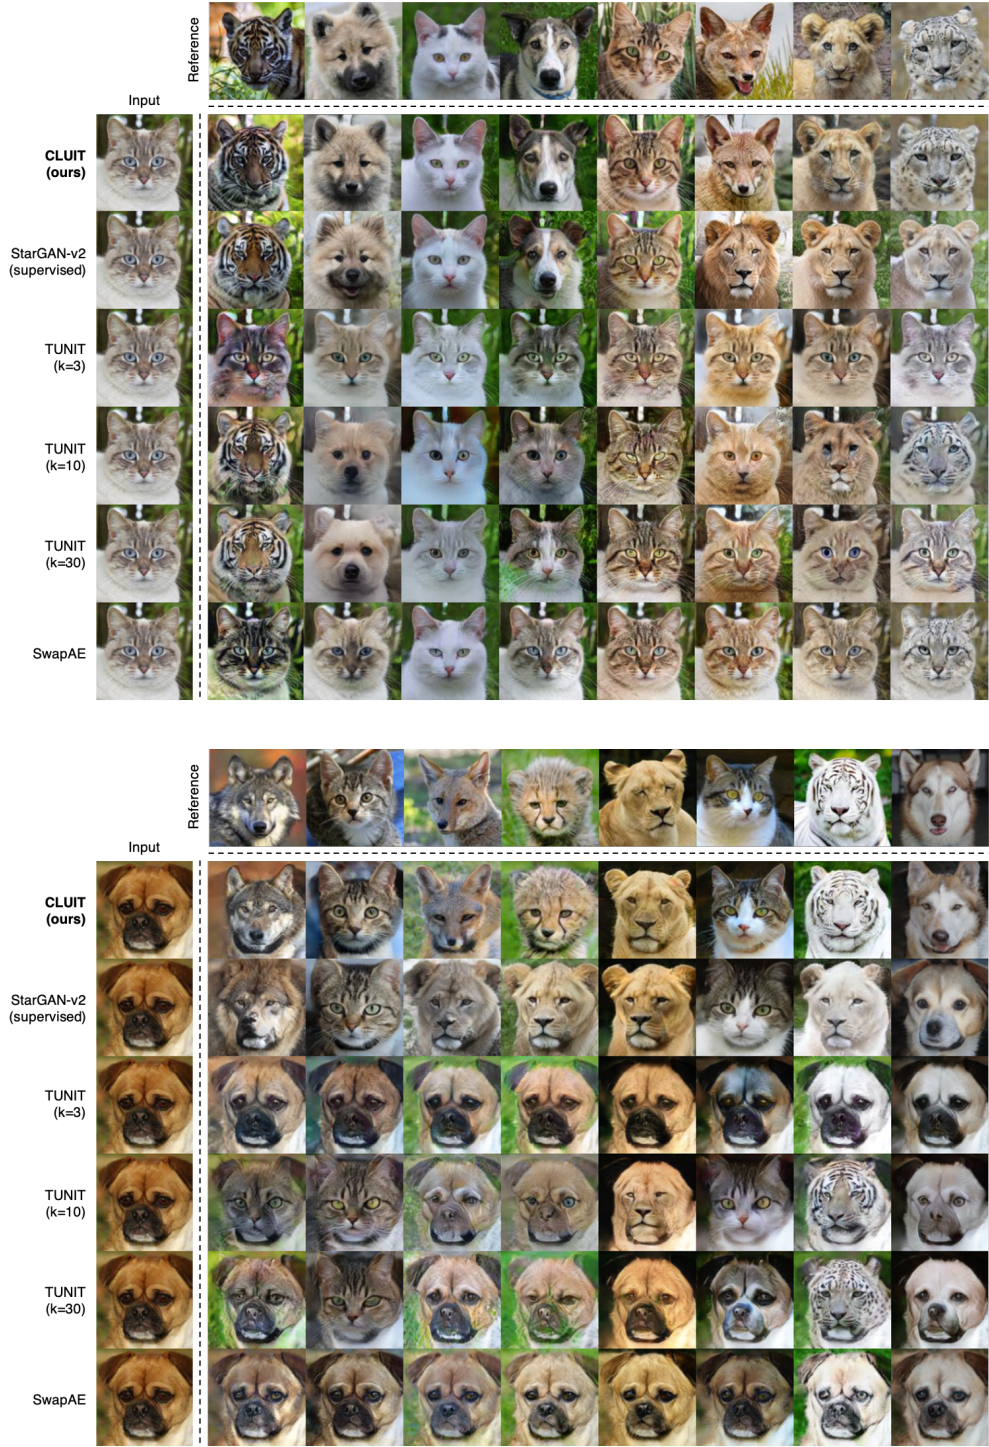 Reference
Input
CLUIT
(ours)
StarGAN-v2
(supervised)
TUNIT
(k=3)
TUNIT
(k=10)
TUNIT
(k=30)
SwapAE
Reference
Input
CLUIT
(ours)
StarGAN-v2
(supervised)
TUNIT
(k=3)
TUNIT
(k=10)
TUNIT
(k=30)
SwapAE